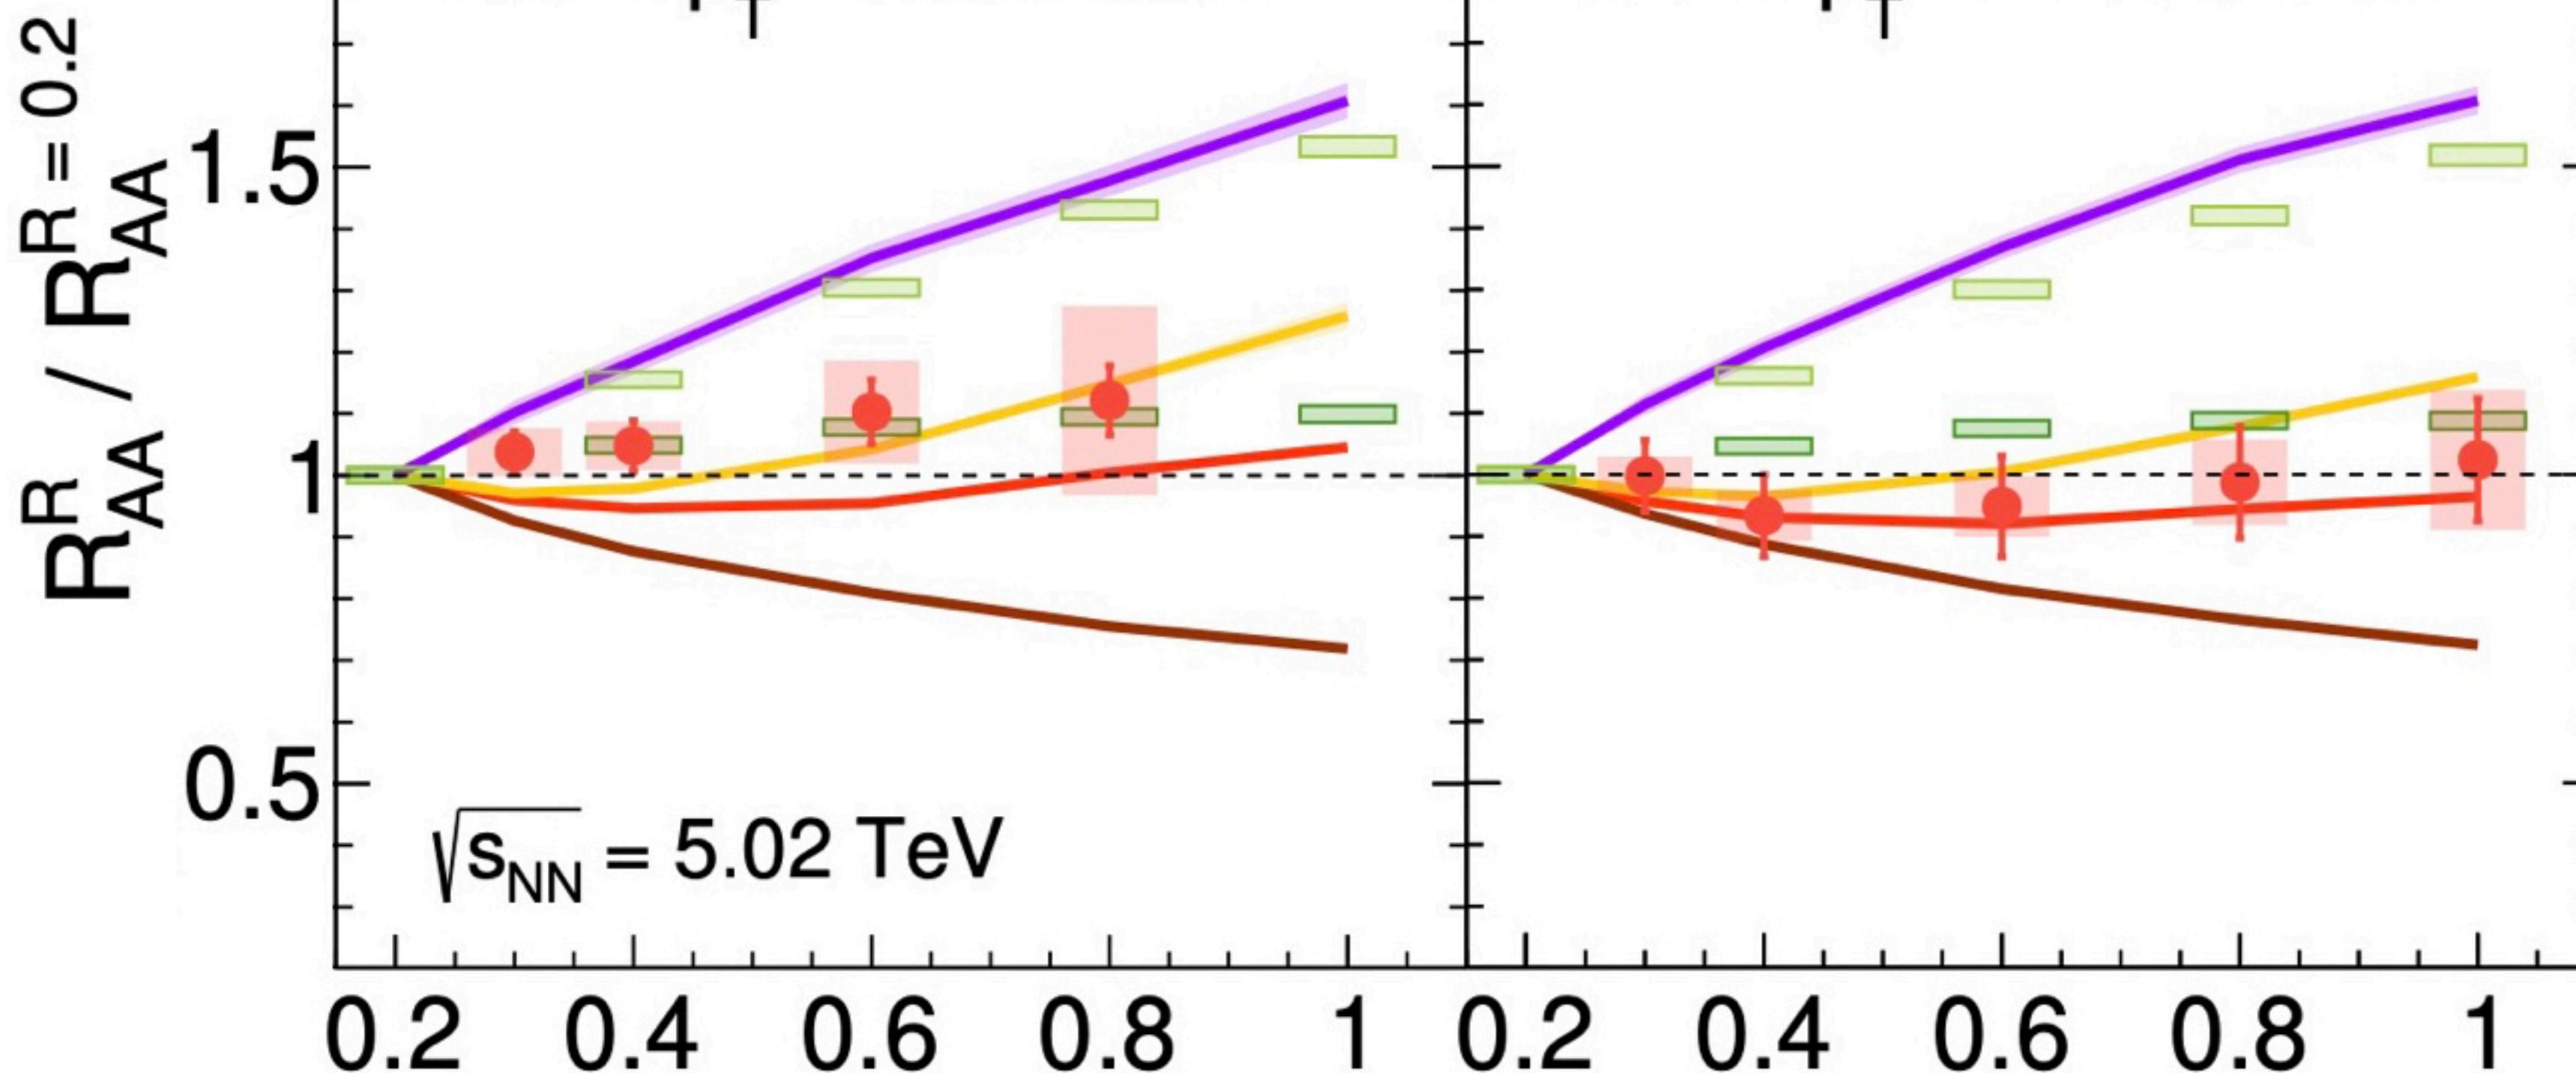 R_AA^R / R_AA^{R = 0.2}
1.5
1
0.5
√s_NN = 5.02 TeV
0.2 0.4 0.6 0.8 1 0.2 0.4 0.6 0.8 1